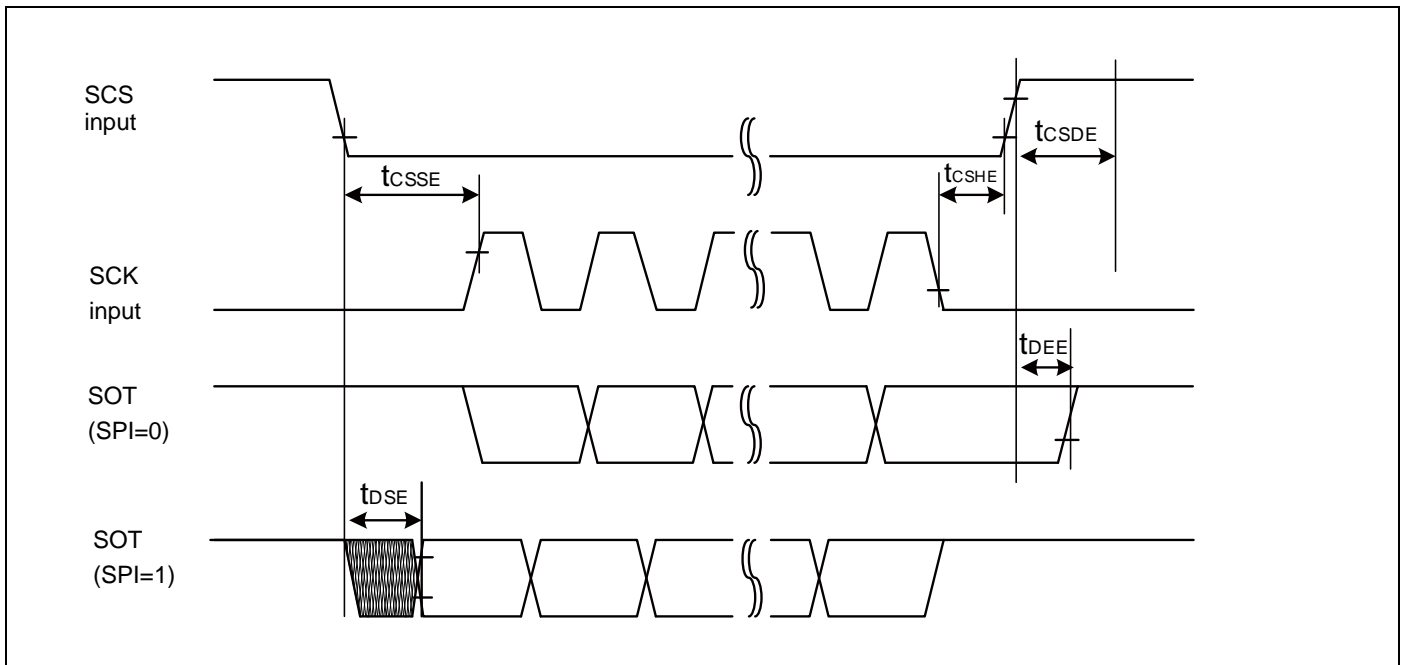 SCS
input
tCSDE
tCSSE
tCSHE
SCK
input
tDEE
SOT
(SPI=0)
tDSE
SOT
(SPI=1)